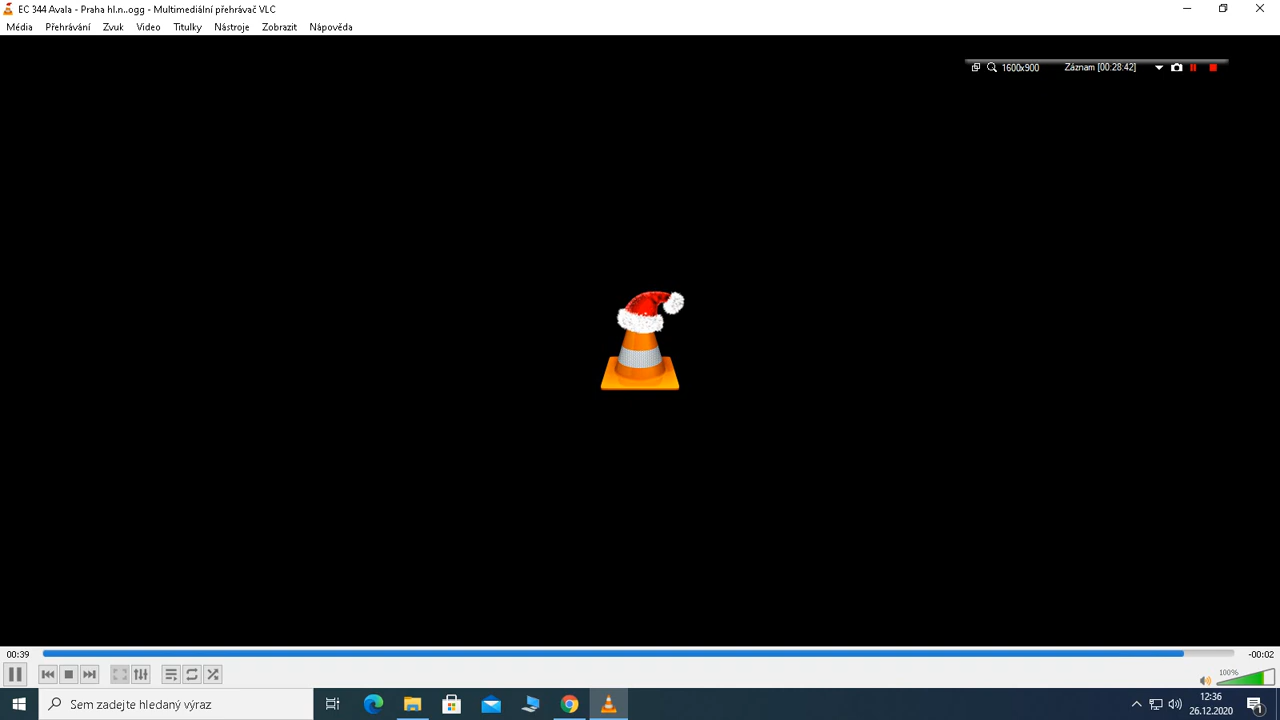 EC 344 Avala - Praha hl.n..ogg - Multimediální přehrávač VLC
Média Přehrávání Zvuk Video Titulky Nástroje Zobrazit Nápověda
1600x900 Záznam [00:28:42]
00:39 -00:02
100%
Sem zadejte hledaný výraz
12:36
26.12.2020
1